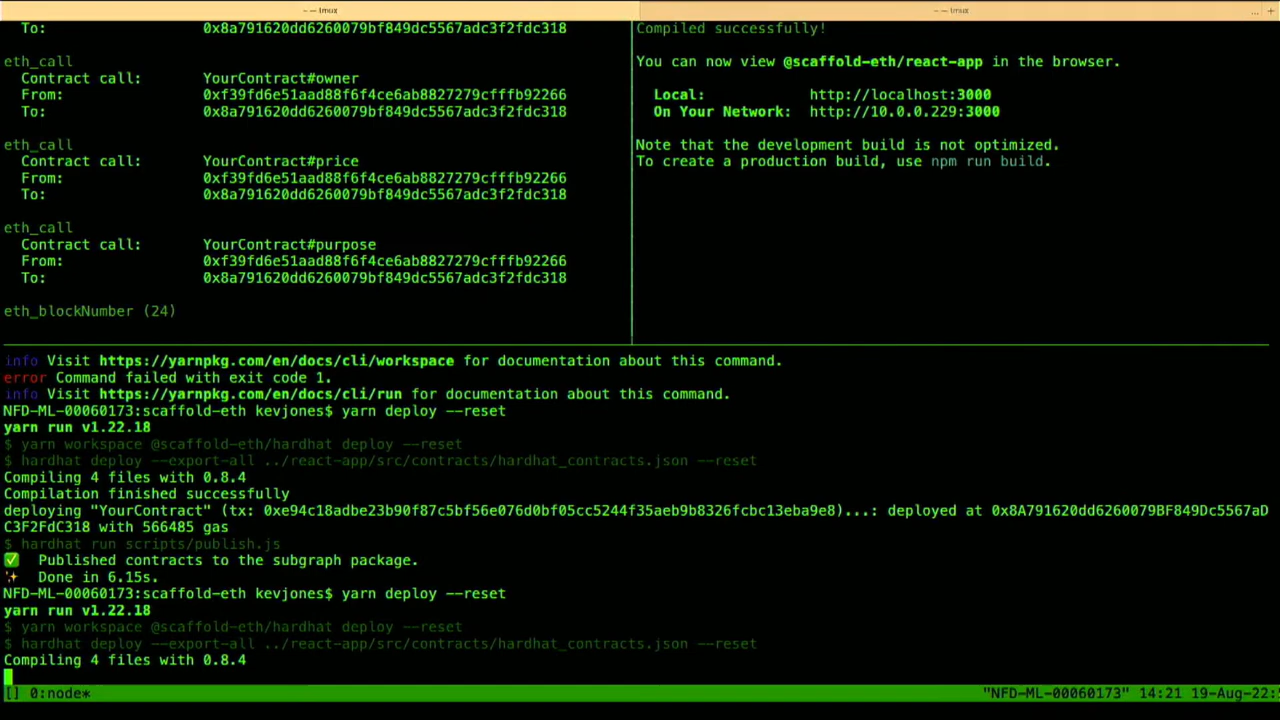 ~ — tmux
~ — tmux
... +
To: 0x8a791620dd6260079bf849dc5567adc3f2fdc318
eth_call
Contract call: YourContract#owner
From: 0xf39fd6e51aad88f6f4ce6ab8827279cfffb92266
To: 0x8a791620dd6260079bf849dc5567adc3f2fdc318
eth_call
Contract call: YourContract#price
From: 0xf39fd6e51aad88f6f4ce6ab8827279cfffb92266
To: 0x8a791620dd6260079bf849dc5567adc3f2fdc318
eth_call
Contract call: YourContract#purpose
From: 0xf39fd6e51aad88f6f4ce6ab8827279cfffb92266
To: 0x8a791620dd6260079bf849dc5567adc3f2fdc318
eth_blockNumber (24)
Compiled successfully!
You can now view @scaffold-eth/react-app in the browser.
Local: http://localhost:3000
On Your Network: http://10.0.0.229:3000
Note that the development build is not optimized.
To create a production build, use npm run build.
info Visit https://yarnpkg.com/en/docs/cli/workspace for documentation about this command.
error Command failed with exit code 1.
info Visit https://yarnpkg.com/en/docs/cli/run for documentation about this command.
NFD-ML-00060173:scaffold-eth kevjones$ yarn deploy --reset
yarn run v1.22.18
$ yarn workspace @scaffold-eth/hardhat deploy --reset
$ hardhat deploy --export-all ../react-app/src/contracts/hardhat_contracts.json --reset
Compiling 4 files with 0.8.4
Compilation finished successfully
deploying "YourContract" (tx: 0xe94c18adbe23b90f87c5bf56e076d0bf05cc5244f35aeb9b8326fcbc13eba9e8)...: deployed at 0x8A791620dd6260079BF849Dc5567aD
C3F2FdC318 with 566485 gas
$ hardhat run scripts/publish.js
✅ Published contracts to the subgraph package.
✨ Done in 6.15s.
NFD-ML-00060173:scaffold-eth kevjones$ yarn deploy --reset
yarn run v1.22.18
$ yarn workspace @scaffold-eth/hardhat deploy --reset
$ hardhat deploy --export-all ../react-app/src/contracts/hardhat_contracts.json --reset
Compiling 4 files with 0.8.4
[] 0:node* "NFD-ML-00060173" 14:21 19-Aug-22